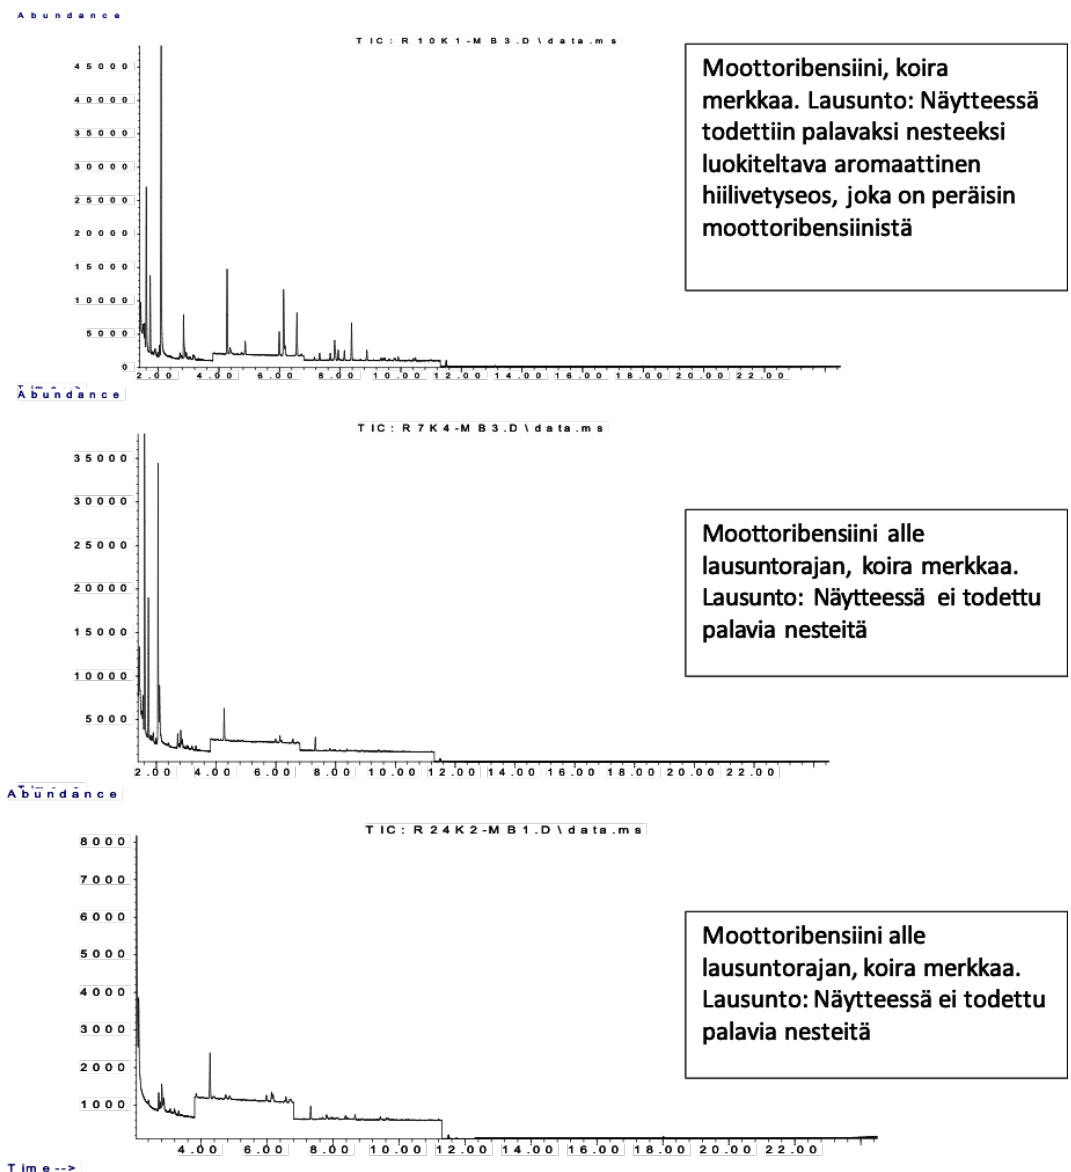 Abundance
TIC: R10K1-MB3.D\data.ms
45000
40000
35000
30000
25000
20000
15000
10000
5000
0
2.00 4.00 6.00 8.00 10.00 12.00 14.00 16.00 18.00 20.00 22.00
Moottoribensiini, koira
merkkaa. Lausunto: Näytteessä
todettiin palavaksi nesteeksi
luokiteltava aromaattinen
hiilivetyseos, joka on peräisin
moottoribensiinistä
Time-->
Abundance
TIC: R7K4-MB3.D\data.ms
35000
30000
25000
20000
15000
10000
5000
2.00 4.00 6.00 8.00 10.00 12.00 14.00 16.00 18.00 20.00 22.00
Moottoribensiini alle
lausuntorajan, koira merkkaa.
Lausunto: Näytteessä ei todettu
palavia nesteitä
Abundance
TIC: R24K2-MB1.D\data.ms
8000
7000
6000
5000
4000
3000
2000
1000
4.00 6.00 8.00 10.00 12.00 14.00 16.00 18.00 20.00 22.00
Time-->
Moottoribensiini alle
lausuntorajan, koira merkkaa.
Lausunto: Näytteessä ei todettu
palavia nesteitä